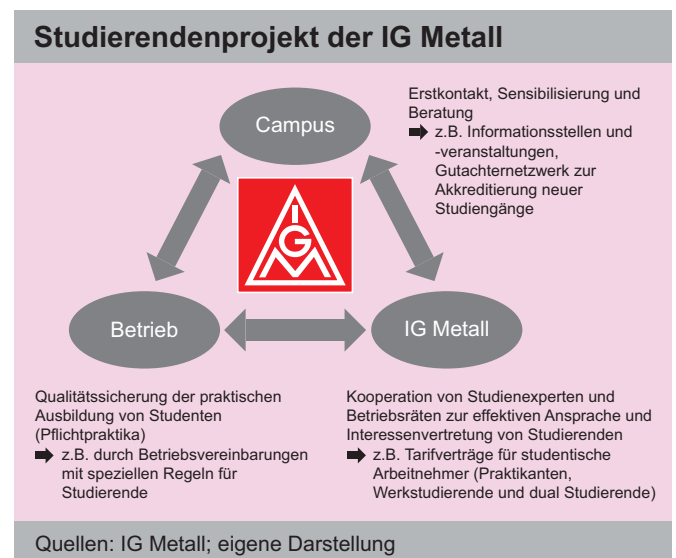 Studierendenprojekt der IG Metall
Campus
Erstkontakt, Sensibilisierung und
Beratung
z.B. Informationsstellen und
-veranstaltungen,
Gutachternetzwerk zur
Akkreditierung neuer
Studiengänge
IGM
Betrieb
IG Metall
Qualitätssicherung der praktischen
Ausbildung von Studenten
(Pflichtpraktika)
z.B. durch Betriebsvereinbarungen
mit speziellen Regeln für
Studierende
Kooperation von Studienexperten und
Betriebsräten zur effektiven Ansprache und
Interessenvertretung von Studierenden
z.B. Tarifverträge für studentische
Arbeitnehmer (Praktikanten,
Werkstudierende und dual Studierende)
Quellen: IG Metall; eigene Darstellung